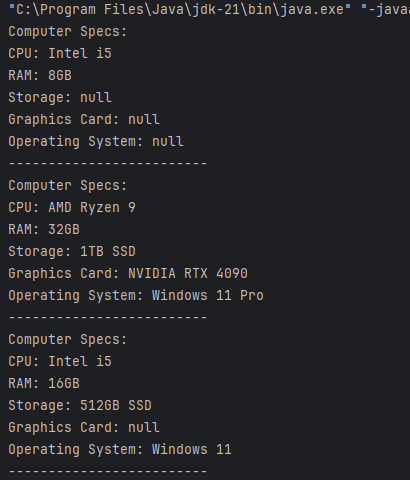 "C:\Program Files\Java\jdk-21\bin\java.exe" "-java
Computer Specs:
CPU: Intel i5
RAM: 8GB
Storage: null
Graphics Card: null
Operating System: null
-------------------------
Computer Specs:
CPU: AMD Ryzen 9
RAM: 32GB
Storage: 1TB SSD
Graphics Card: NVIDIA RTX 4090
Operating System: Windows 11 Pro
-------------------------
Computer Specs:
CPU: Intel i5
RAM: 16GB
Storage: 512GB SSD
Graphics Card: null
Operating System: Windows 11
-------------------------